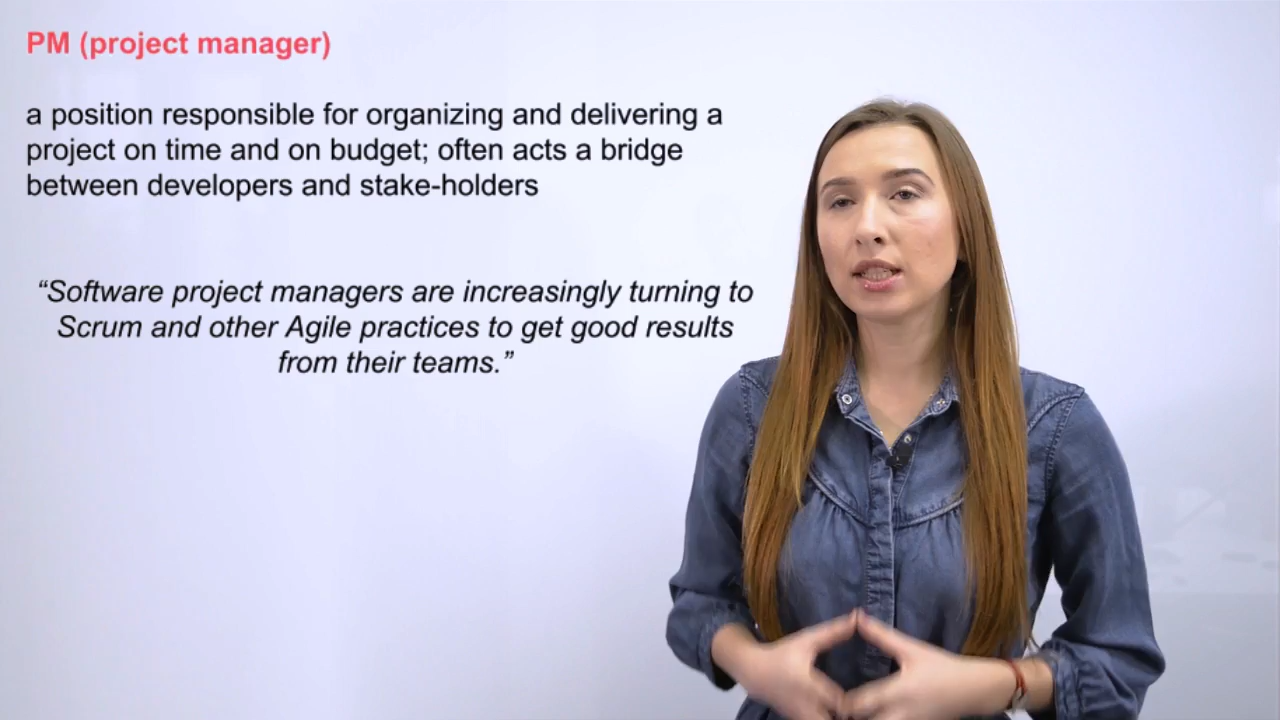 PM (project manager)
a position responsible for organizing and delivering a
project on time and on budget; often acts a bridge
between developers and stake-holders
“Software project managers are increasingly turning to
Scrum and other Agile practices to get good results
from their teams.”